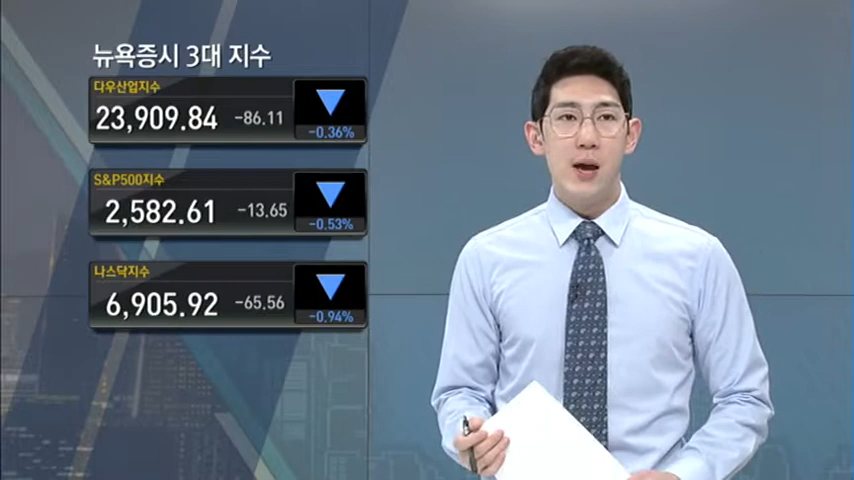 뉴욕증시 3대 지수
다우산업지수
23,909.84 -86.11 -0.36%
S&P500지수
2,582.61 -13.65 -0.53%
나스닥지수
6,905.92 -65.56 -0.94%